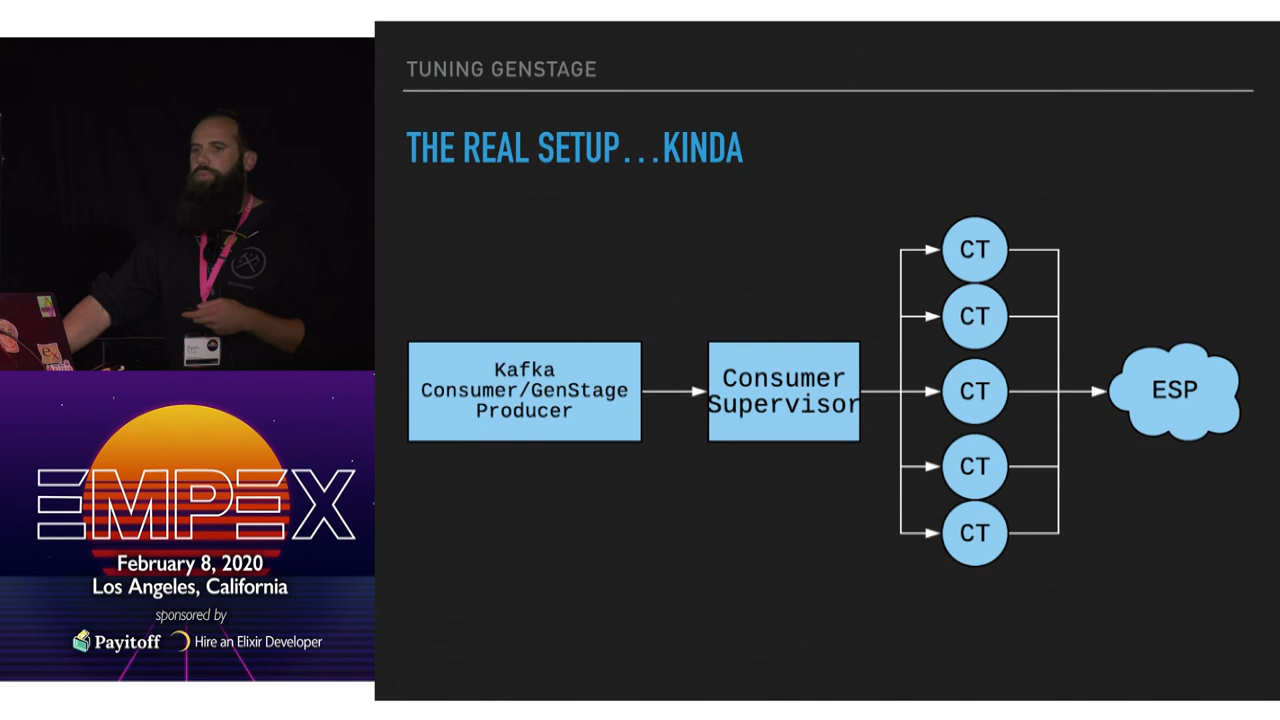 TUNING GENSTAGE
THE REAL SETUP...KINDA
Kafka
Consumer/GenStage
Producer
Consumer
Supervisor
CT
CT
CT
CT
CT
ESP
EMPEX
February 8, 2020
Los Angeles, California
sponsored by
Payitoff Hire an Elixir Developer